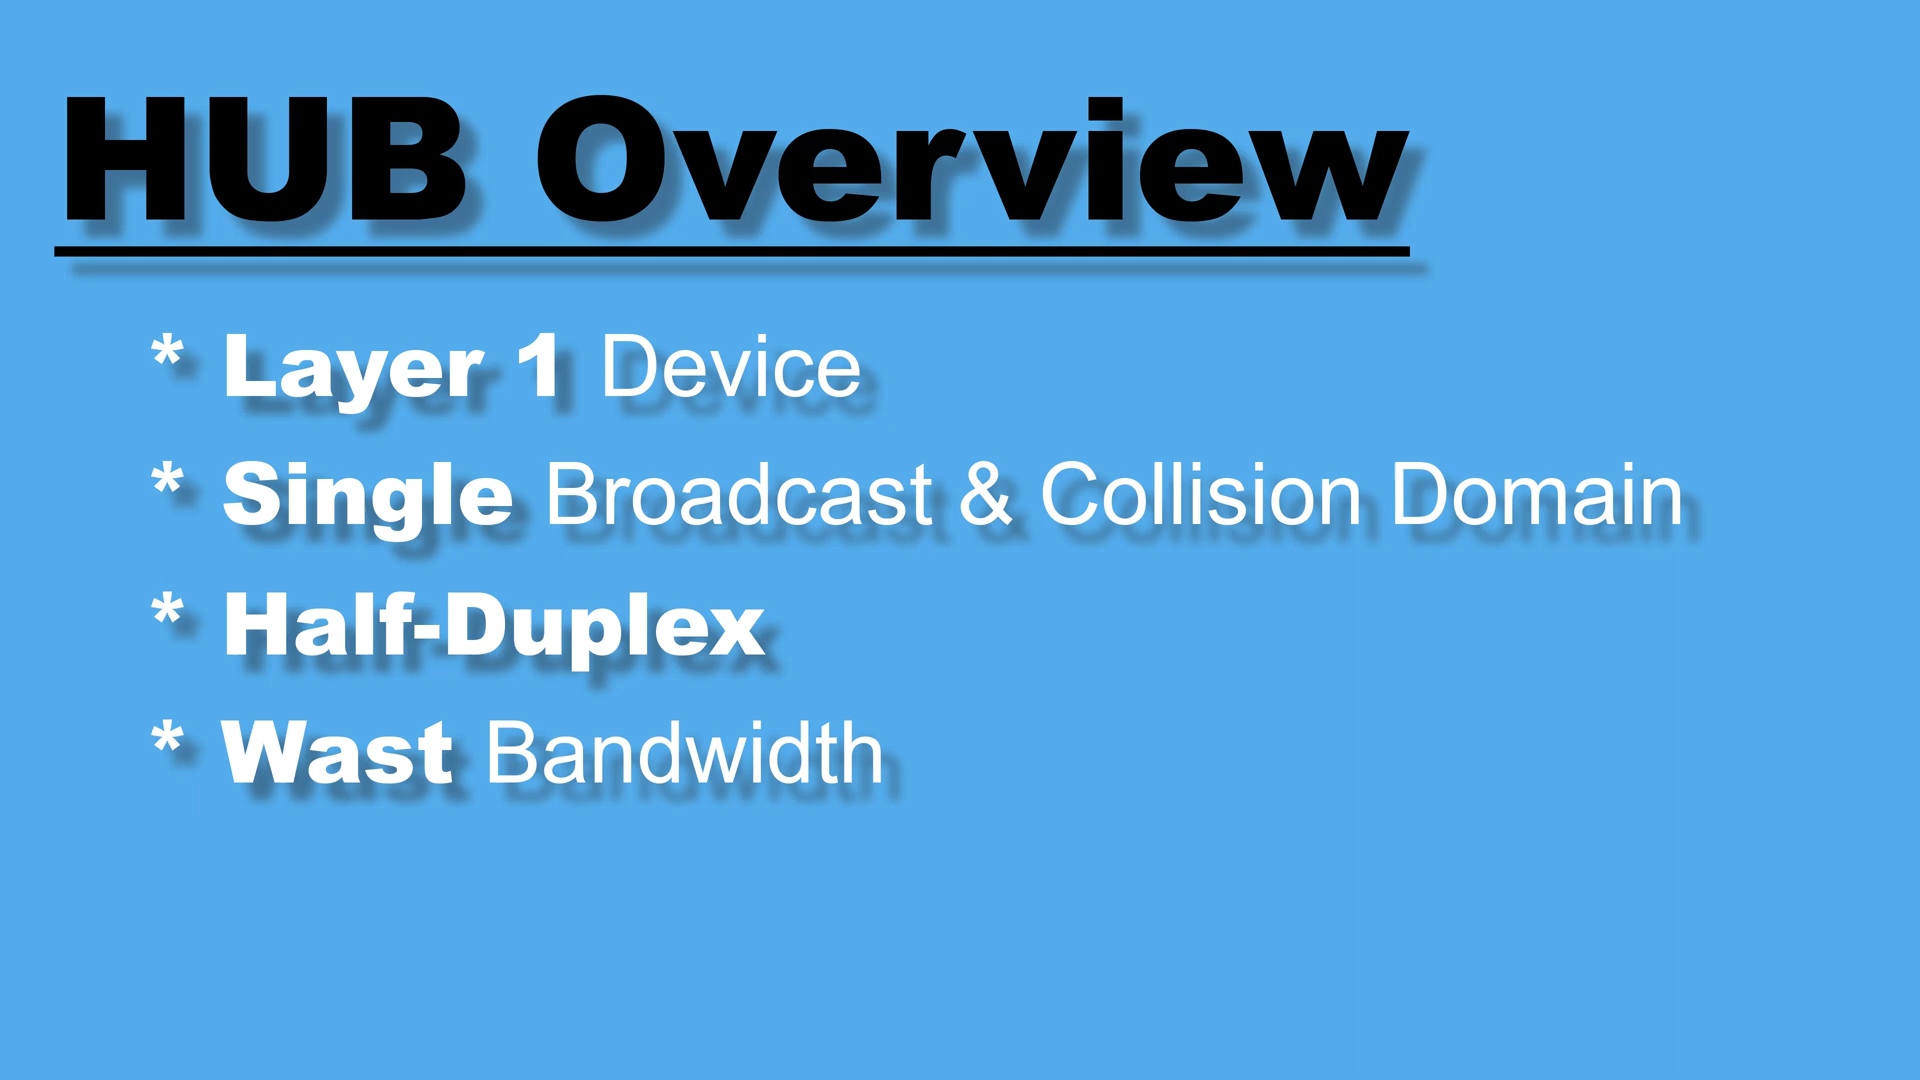 HUB Overview
* Layer 1 Device
* Single Broadcast & Collision Domain
* Half-Duplex
* Wast Bandwidth